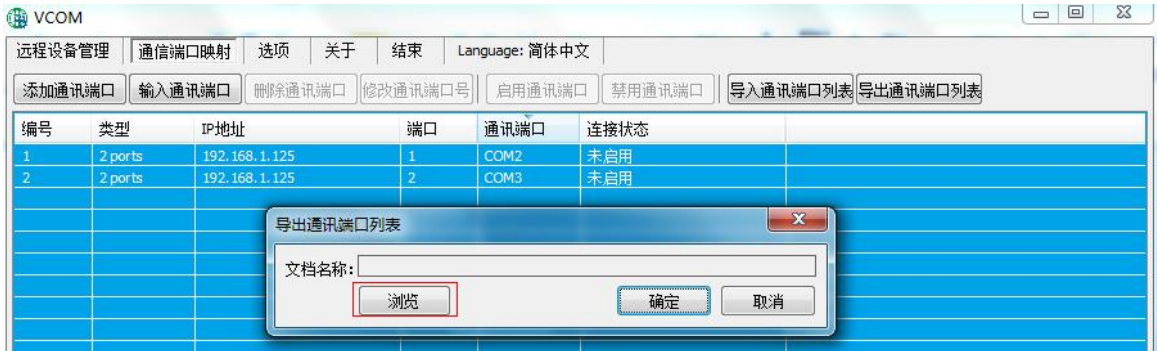 VCOM
远程设备管理 通信端口映射 选项 关于 结束 Language: 简体中文
添加通讯端口 输入通讯端口 删除通讯端口 修改通讯端口号 启用通讯端口 禁用通讯端口 导入通讯端口列表 导出通讯端口列表
编号 类型 IP地址 端口 通讯端口 连接状态
1 2 ports 192.168.1.125 1 COM2 未启用
2 2 ports 192.168.1.125 2 COM3 未启用
导出通讯端口列表
文档名称:
浏览 确定 取消